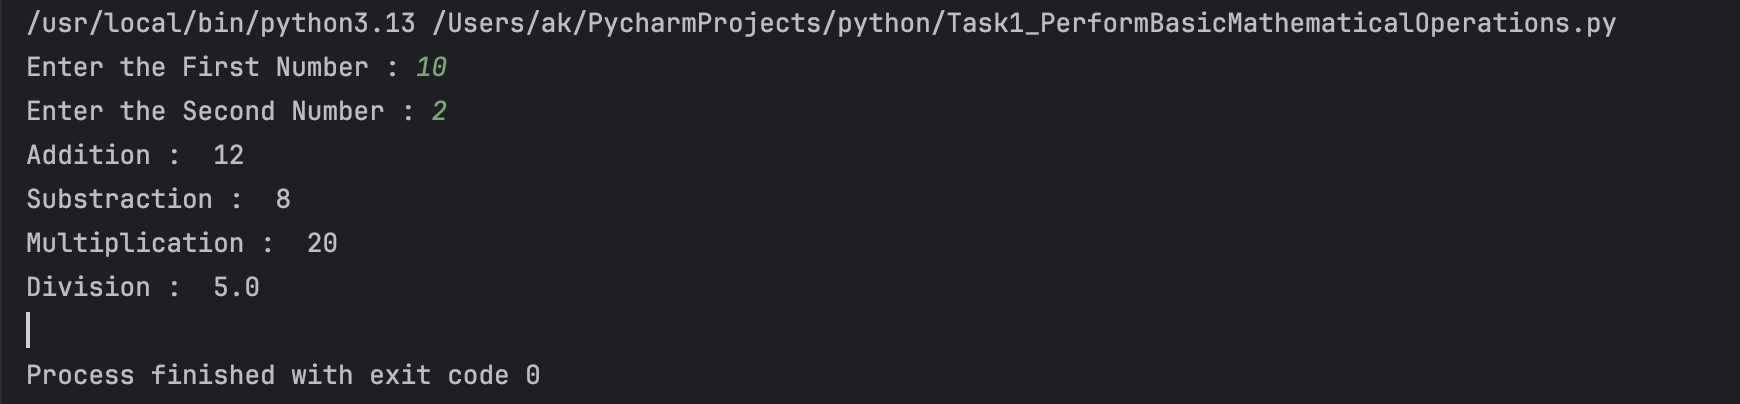 /usr/local/bin/python3.13 /Users/ak/PycharmProjects/python/Task1_PerformBasicMathematicalOperations.py
Enter the First Number : 10
Enter the Second Number : 2
Addition :  12
Substraction :  8
Multiplication :  20
Division :  5.0
Process finished with exit code 0